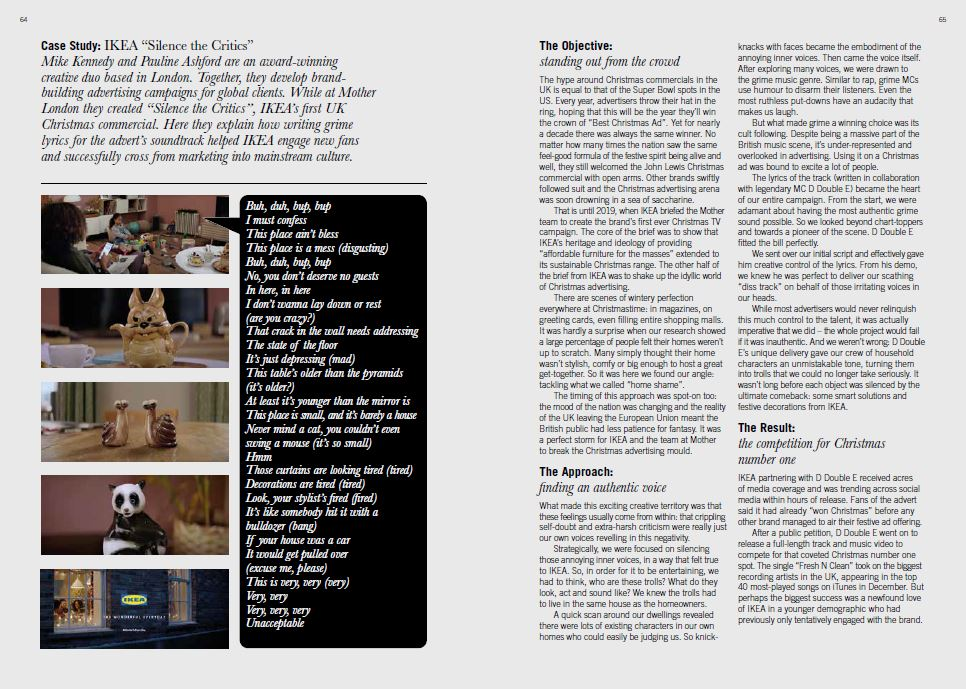 64
65
Case Study: IKEA “Silence the Critics”
Mike Kennedy and Pauline Ashford are an award-winning
creative duo based in London. Together, they develop brand-
building advertising campaigns for global clients. While at Mother
London they created “Silence the Critics”, IKEA’s first UK
Christmas commercial. Here they explain how writing grime
lyrics for the advert’s soundtrack helped IKEA engage new fans
and successfully cross from marketing into mainstream culture.
Buh, duh, bup, bup
I must confess
This place ain’t bless
This place is a mess (disgusting)
Buh, duh, bup, bup
No, you don’t deserve no guests
In here, in here
I don’t wanna lay down or rest
(are you crazy?)
That crack in the wall needs addressing
The state of the floor
It’s just depressing (mad)
This table’s older than the pyramids
(it’s older?)
At least it’s younger than the mirror is
This place is small, and it’s barely a house
Never mind a cat, you couldn’t even
swing a mouse (it’s so small)
Hmm
Those curtains are looking tired (tired)
Decorations are tired (tired)
Look, your stylist’s fired (fired)
It’s like somebody hit it with a
bulldozer (bang)
If your house was a car
It would get pulled over
(excuse me, please)
This is very, very (very)
Very, very
Very, very, very
Unacceptable
IKEA
THE WONDERFUL EVERYDAY
The Objective:
standing out from the crowd
The hype around Christmas commercials in the
UK is equal to that of the Super Bowl spots in the
US. Every year, advertisers throw their hat in the
ring, hoping that this will be the year they’ll win
the crown of “Best Christmas Ad”. Yet for nearly
a decade there was always the same winner. No
matter how many times the nation saw the same
feel-good formula of the festive spirit being alive and
well, they still welcomed the John Lewis Christmas
commercial with open arms. Other brands swiftly
followed suit and the Christmas advertising arena
was soon drowning in a sea of saccharine.
That is until 2019, when IKEA briefed the Mother
team to create the brand’s first ever Christmas TV
campaign. The core of the brief was to show that
IKEA’s heritage and ideology of providing
“affordable furniture for the masses” extended to
its sustainable Christmas range. The other half of
the brief from IKEA was to shake up the idyllic world
of Christmas advertising.
There are scenes of wintery perfection
everywhere at Christmastime: in magazines, on
greeting cards, even filling entire shopping malls.
It was hardly a surprise when our research showed
a large percentage of people felt their homes weren’t
up to scratch. Many simply thought their home
wasn’t stylish, comfy or big enough to host a great
get-together. So it was here we found our angle:
tackling what we called “home shame”.
The timing of this approach was spot-on too:
the mood of the nation was changing and the reality
of the UK leaving the European Union meant the
British public had less patience for fantasy. It was
a perfect storm for IKEA and the team at Mother
to break the Christmas advertising mould.
The Approach:
finding an authentic voice
What made this exciting creative territory was that
these feelings usually come from within: that crippling
self-doubt and extra-harsh criticism were really just
our own voices revelling in this negativity.
Strategically, we were focused on silencing
those annoying inner voices, in a way that felt true
to IKEA. So, in order for it to be entertaining, we
had to think, who are these trolls? What do they
look, act and sound like? We knew the trolls had
to live in the same house as the homeowners.
A quick scan around our dwellings revealed
there were lots of existing characters in our own
homes who could easily be judging us. So knick-
knacks with faces became the embodiment of the
annoying inner voices. Then came the voice itself.
After exploring many voices, we were drawn to
the grime music genre. Similar to rap, grime MCs
use humour to disarm their listeners. Even the
most ruthless put-downs have an audacity that
makes us laugh.
But what made grime a winning choice was its
cult following. Despite being a massive part of the
British music scene, it’s under-represented and
overlooked in advertising. Using it on a Christmas
ad was bound to excite a lot of people.
The lyrics of the track (written in collaboration
with legendary MC D Double E) became the heart
of our entire campaign. From the start, we were
adamant about having the most authentic grime
sound possible. So we looked beyond chart-toppers
and towards a pioneer of the scene. D Double E
fitted the bill perfectly.
We sent over our initial script and effectively gave
him creative control of the lyrics. From his demo,
we knew he was perfect to deliver our scathing
“diss track” on behalf of those irritating voices in
our heads.
While most advertisers would never relinquish
this much control to the talent, it was actually
imperative that we did – the whole project would fail
if it was inauthentic. And we weren’t wrong: D Double
E’s unique delivery gave our crew of household
characters an unmistakable tone, turning them
into trolls that we could no longer take seriously. It
wasn’t long before each object was silenced by the
ultimate comeback: some smart solutions and
festive decorations from IKEA.
The Result:
the competition for Christmas
number one
IKEA partnering with D Double E received acres
of media coverage and was trending across social
media within hours of release. Fans of the advert
said it had already “won Christmas” before any
other brand managed to air their festive ad offering.
After a public petition, D Double E went on to
release a full-length track and music video to
compete for that coveted Christmas number one
spot. The single “Fresh N Clean” took on the biggest
recording artists in the UK, appearing in the top
40 most-played songs on iTunes in December. But
perhaps the biggest success was a newfound love
of IKEA in a younger demographic who had
previously only tentatively engaged with the brand.